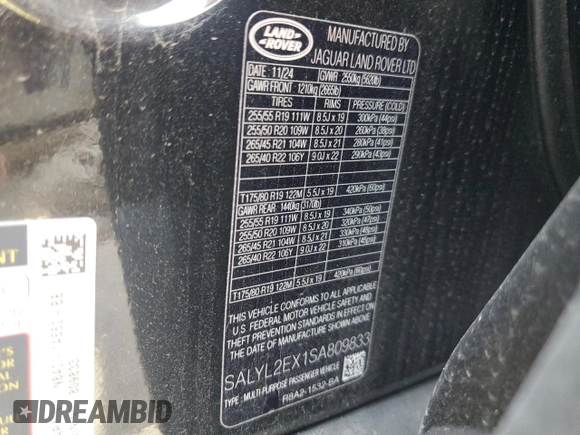 LAND
ROVER
MANUFACTURED BY
JAGUAR LAND ROVER LTD
DATE : 11/24 GVWR : 2550kg (5620lb)
GAWR FRONT : 1210kg (2665lb)
TIRES RIMS PRESSURE (COLD)
255/55 R19 111W 8.5J x 19 300kPa (44psi)
255/50 R20 109W 8.5J x 20 260kPa (38psi)
265/45 R21 104W 8.5J x 21 280kPa (41psi)
265/40 R22 106Y 9.0J x 22 290kPa (43psi)
T175/80 R19 122M 5.5J x 19 420kPa (60psi)
GAWR REAR : 1440kg (3170lb)
255/55 R19 111W 8.5J x 19 340kPa (50psi)
255/50 R20 109W 8.5J x 20 320kPa (47psi)
265/45 R21 104W 8.5J x 21 330kPa (48psi)
265/40 R22 106Y 9.0J x 22 310kPa (45psi)
T175/80 R19 122M 5.5J x 19 420kPa (60psi)
THIS VEHICLE CONFORMS TO ALL APPLICABLE
U.S. FEDERAL MOTOR VEHICLE SAFETY AND
THEFT PREVENTION STANDARDS IN EFFECT ON
THE DATE OF MANUFACTURE SHOWN ABOVE.
SALYL2EX1SA809833
TYPE : MULTI-PURPOSE PASSENGER VEHICLE
R8A2-1532-BA
809833
DREAMBID